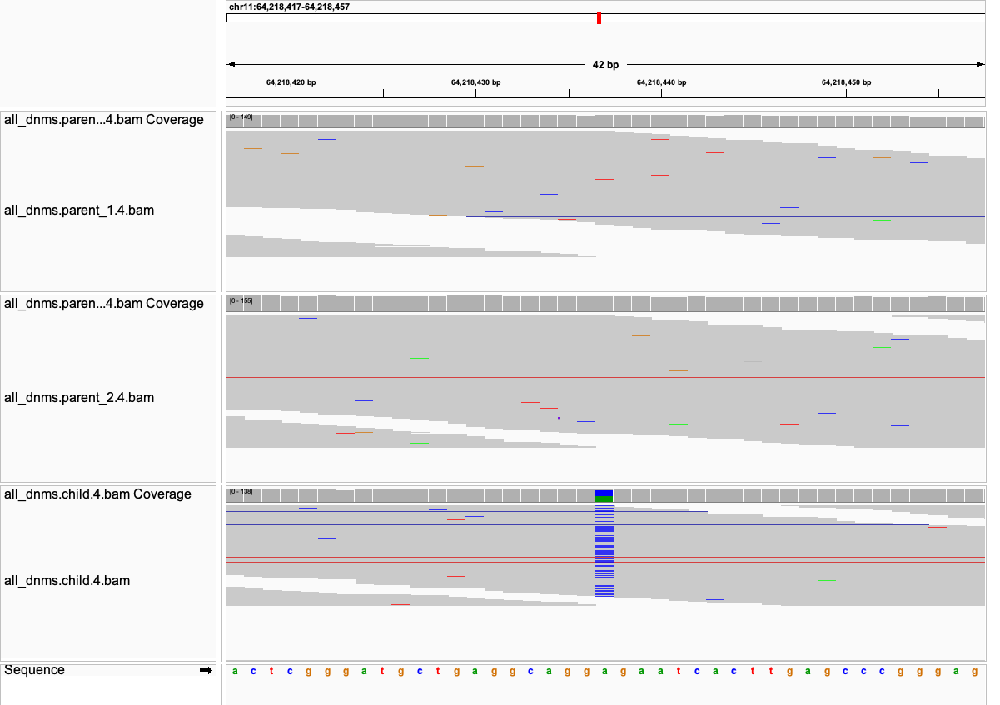 chr11:64,218,417-64,218,457
42 bp
64,218,420 bp 64,218,430 bp 64,218,440 bp 64,218,450 bp
all_dnms.paren...4.bam Coverage
[0 - 149]
all_dnms.parent_1.4.bam
all_dnms.paren...4.bam Coverage
[0 - 155]
all_dnms.parent_2.4.bam
all_dnms.child.4.bam Coverage
[0 - 138]
all_dnms.child.4.bam
Sequence a c t c g g g a t g c t g a g g c a g g a g a a t c a c t t g a g c c c g g g a g